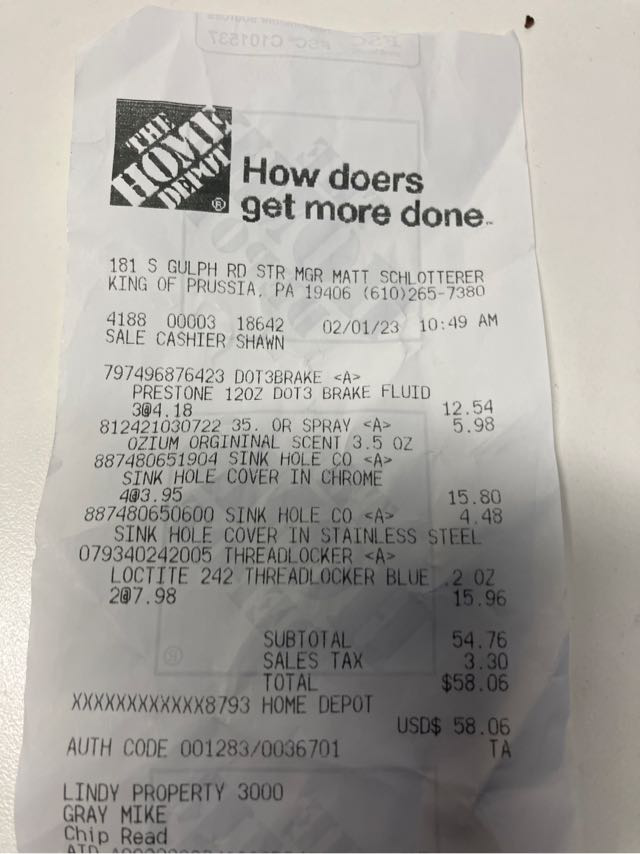 FSC® C101537
THE
HOME
DEPOT
®
How doers
get more done™
181 S GULPH RD STR MGR MATT SCHLOTTERER
KING OF PRUSSIA, PA 19406 (610)265-7380
4188 00003 18642 02/01/23 10:49 AM
SALE CASHIER SHAWN
797496876423 DOT3BRAKE <A>
PRESTONE 12OZ DOT3 BRAKE FLUID
3@4.18 12.54
812421030722 35. OR SPRAY <A> 5.98
OZIUM ORGININAL SCENT 3.5 OZ
887480651904 SINK HOLE CO <A>
SINK HOLE COVER IN CHROME
4@3.95 15.80
887480650600 SINK HOLE CO <A> 4.48
SINK HOLE COVER IN STAINLESS STEEL
079340242005 THREADLOCKER <A>
LOCTITE 242 THREADLOCKER BLUE .2 OZ
2@7.98 15.96
SUBTOTAL 54.76
SALES TAX 3.30
TOTAL $58.06
XXXXXXXXXXXX8793 HOME DEPOT
USD$ 58.06
AUTH CODE 001283/0036701 TA
LINDY PROPERTY 3000
GRAY MIKE
Chip Read